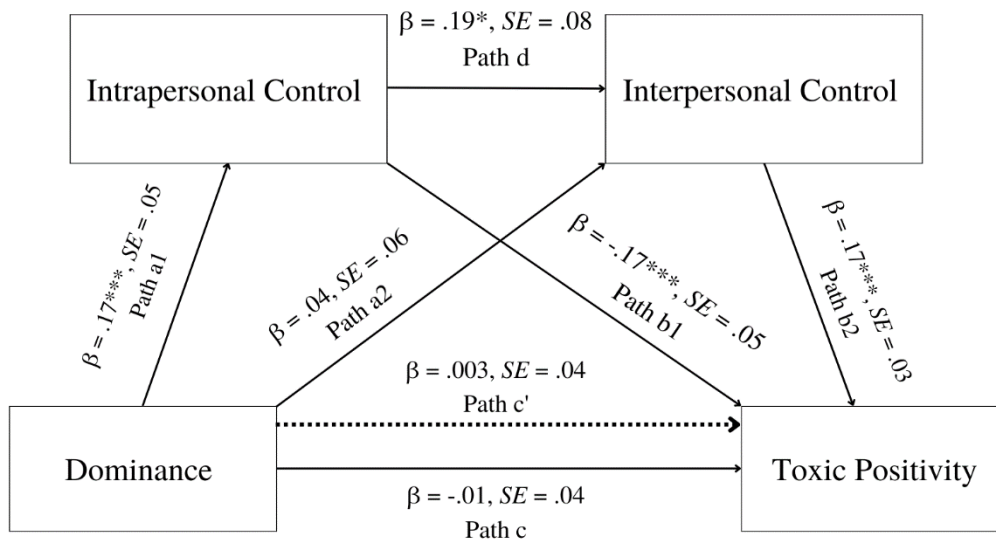 β = .19*, SE = .08
Path d
Intrapersonal Control
Interpersonal Control
β = .17***, SE = .05
Path a1
β = .04, SE = .06
Path a2
β = -.17***, SE = .05
Path b1
β = .17***, SE = .03
Path b2
β = .003, SE = .04
Path c'
Dominance
Toxic Positivity
β = -.01, SE = .04
Path c